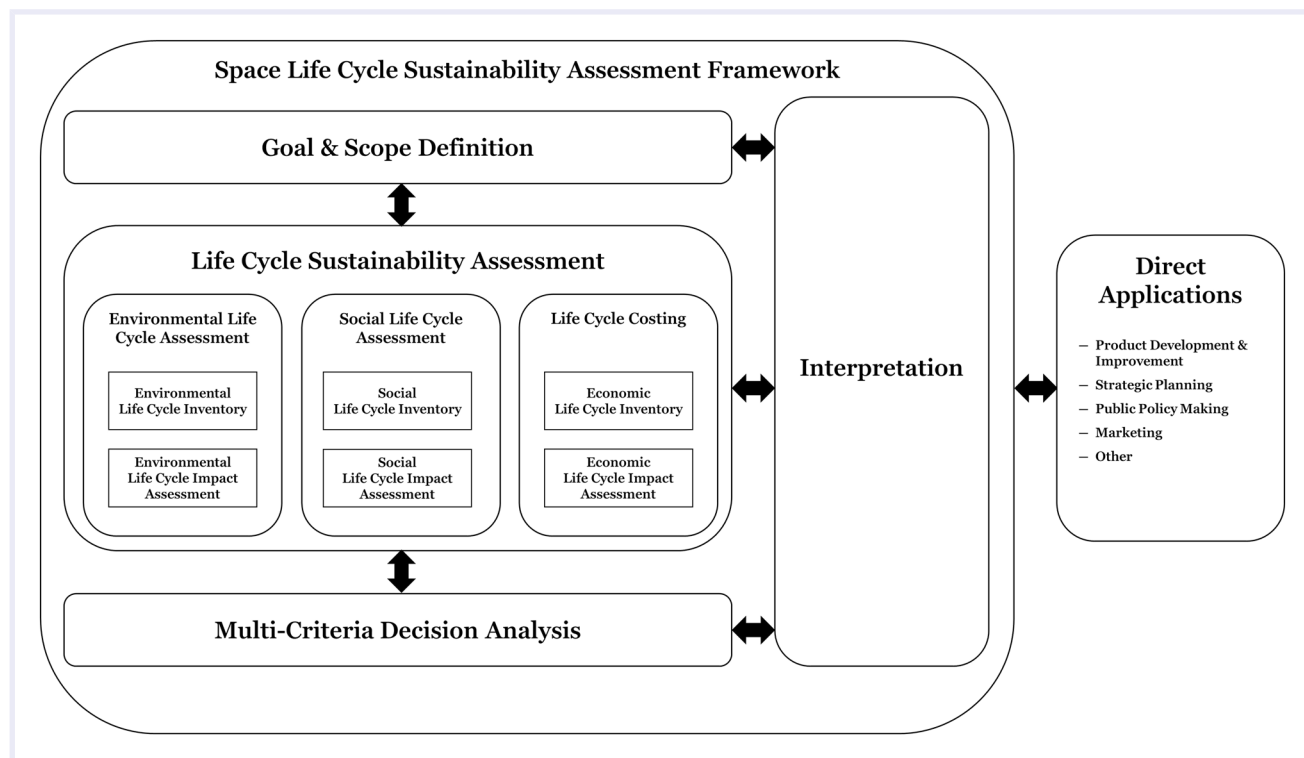 Space Life Cycle Sustainability Assessment Framework
Goal & Scope Definition
Life Cycle Sustainability Assessment
Environmental Life
Cycle Assessment
Environmental
Life Cycle Inventory
Environmental
Life Cycle Impact
Assessment
Social Life Cycle
Assessment
Social
Life Cycle Inventory
Social
Life Cycle Impact
Assessment
Life Cycle Costing
Economic
Life Cycle Inventory
Economic
Life Cycle Impact
Assessment
Multi-Criteria Decision Analysis
Interpretation
Direct
Applications
– Product Development &
Improvement
– Strategic Planning
– Public Policy Making
– Marketing
– Other